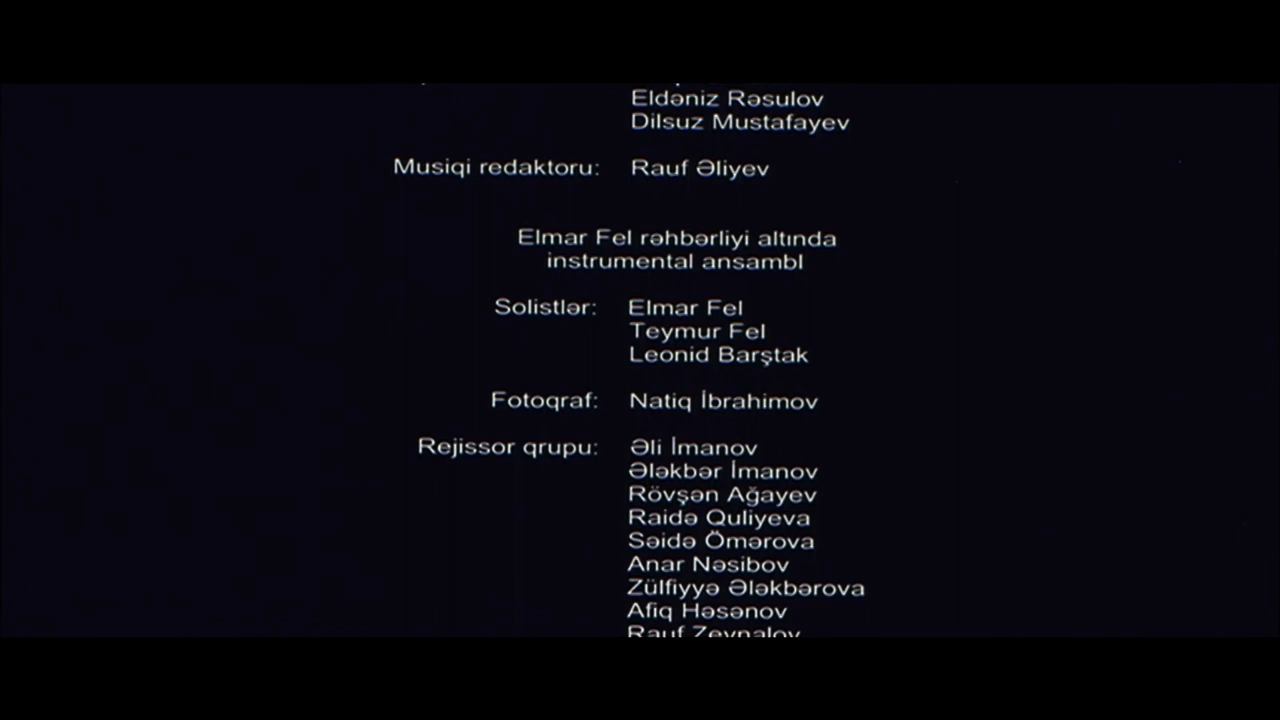 Eldəniz Rəsulov
Dilsuz Mustafayev
Musiqi redaktoru: Rauf Əliyev
Elmar Fel rəhbərliyi altında
instrumental ansambl
Solistlər: Elmar Fel
Teymur Fel
Leonid Barştak
Fotoqraf: Natiq İbrahimov
Rejissor qrupu: Əli İmanov
Ələkbər İmanov
Rövşən Ağayev
Raidə Quliyeva
Səidə Ömərova
Anar Nəsibov
Zülfiyyə Ələkbərova
Afiq Həsənov
Rauf Zeynalov